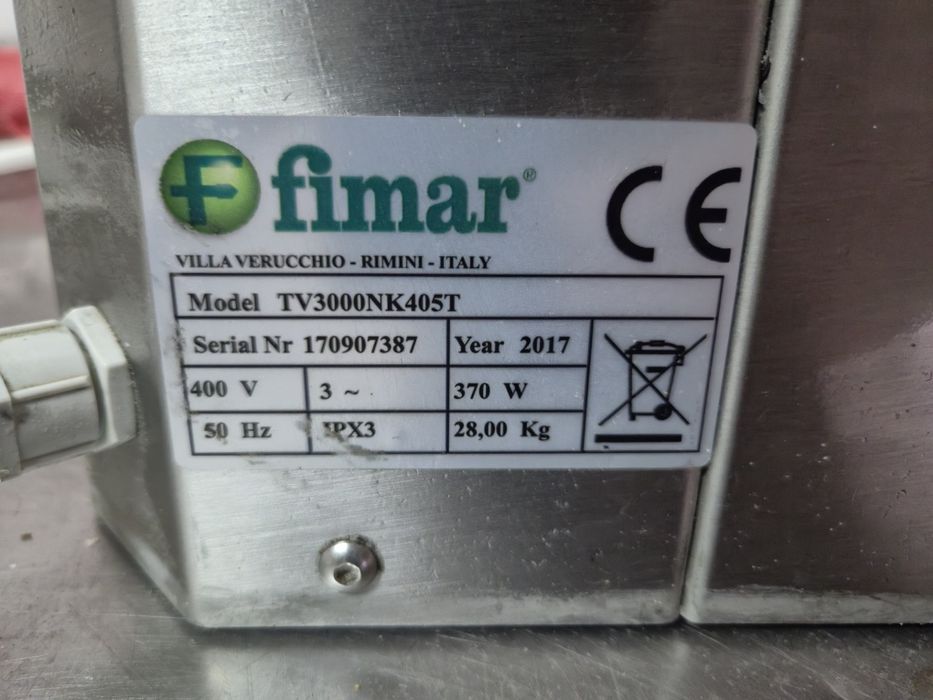 F fimar®
CE
VILLA VERUCCHIO - RIMINI - ITALY
Model TV3000NK405T
Serial Nr 170907387 Year 2017
400 V 3 ~ 370 W
50 Hz IPX3 28,00 Kg